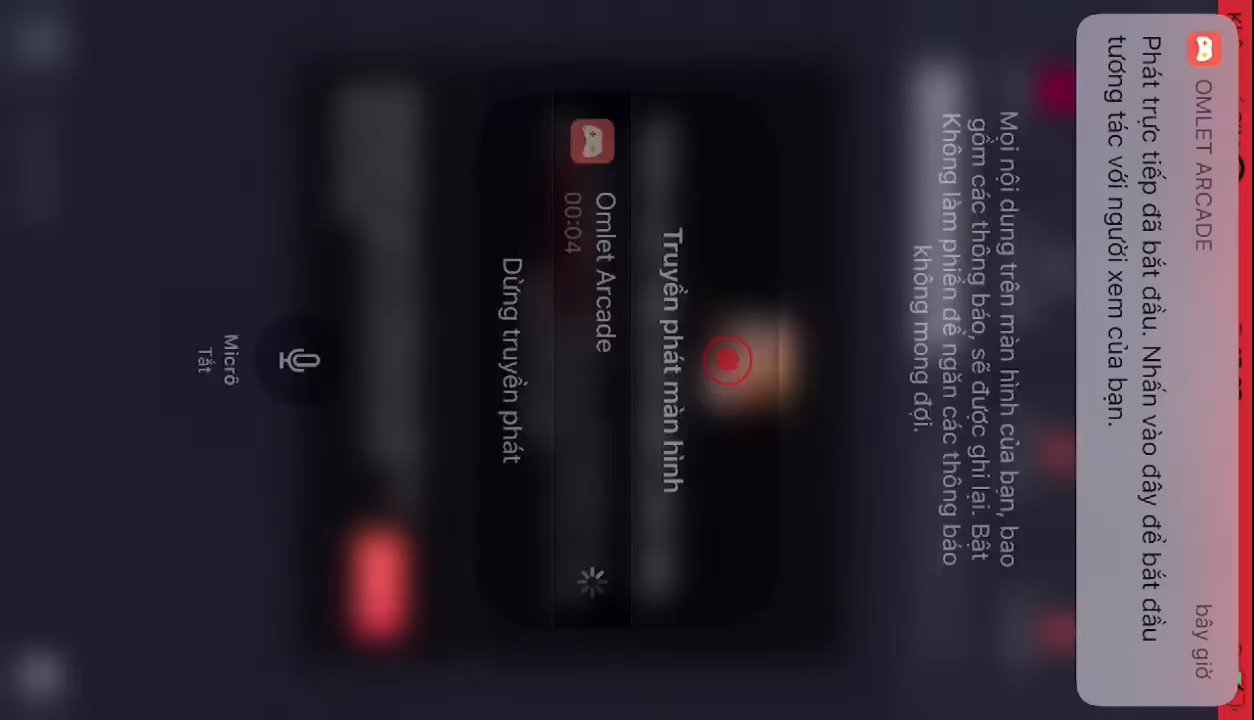 OMLET ARCADE
bây giờ
Phát trực tiếp đã bắt đầu. Nhấn vào đây để bắt đầu
tương tác với người xem của bạn.
Mọi nội dung trên màn hình của bạn, bao
gồm các thông báo, sẽ được ghi lại. Bật
Không làm phiền để ngăn các thông báo
không mong đợi.
Truyền phát màn hình
Omlet Arcade
00:04
Dừng truyền phát
Micrô
Tắt